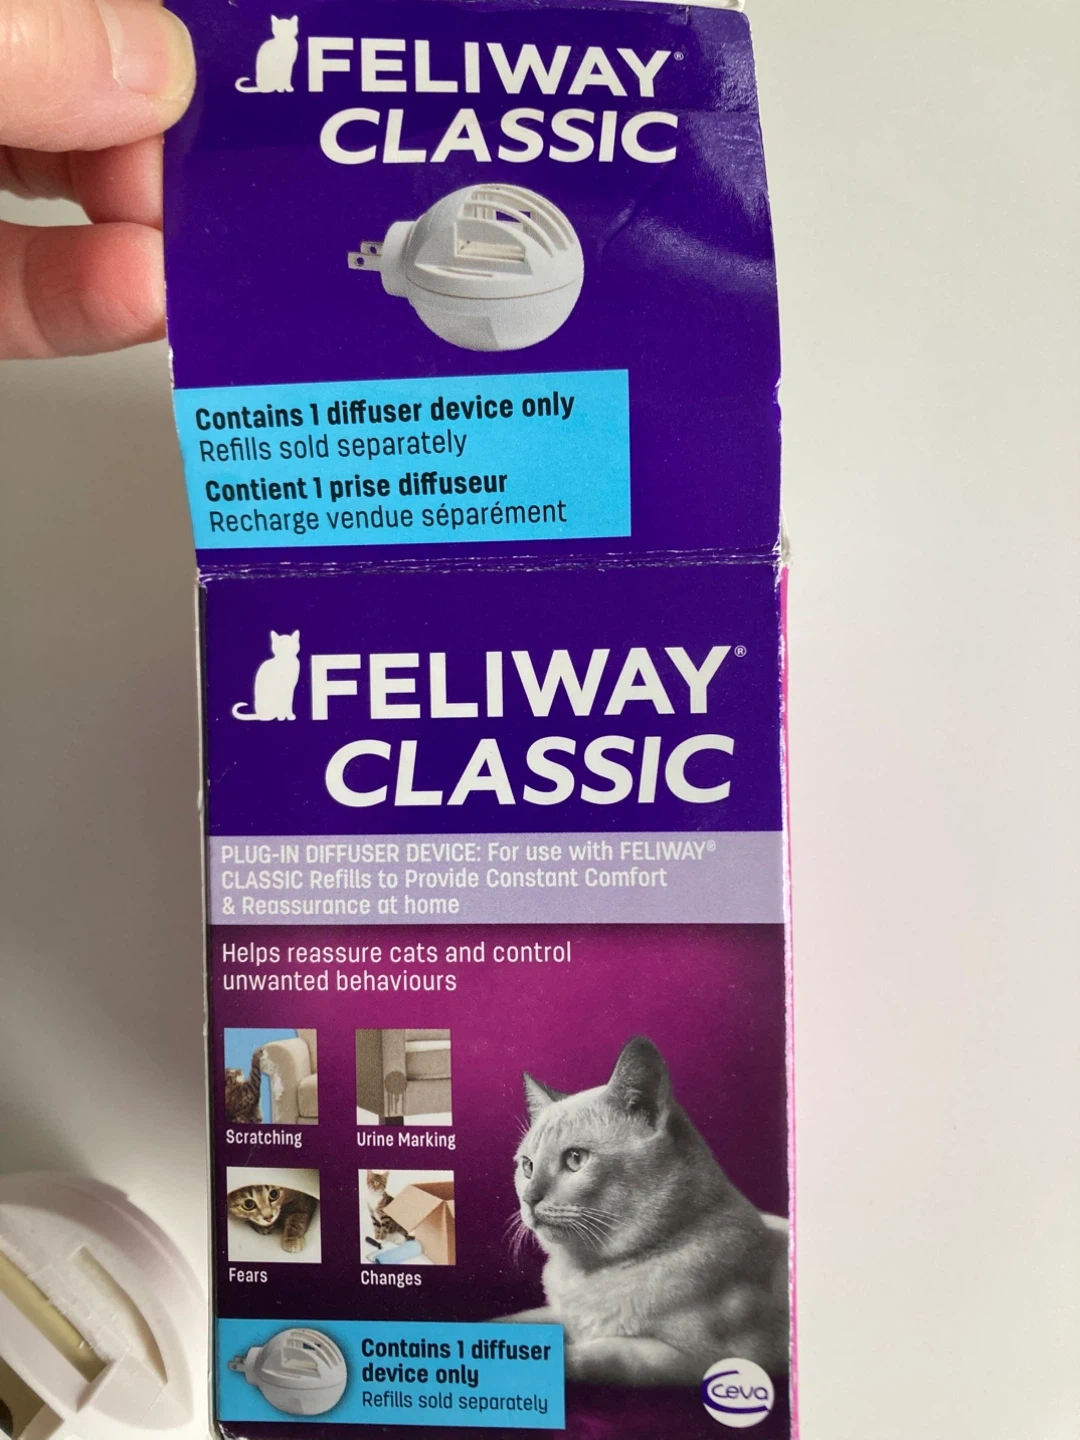 FELIWAY®
CLASSIC
Contains 1 diffuser device only
Refills sold separately
Contient 1 prise diffuseur
Recharge vendue séparément
FELIWAY®
CLASSIC
PLUG-IN DIFFUSER DEVICE: For use with FELIWAY®
CLASSIC Refills to Provide Constant Comfort
& Reassurance at home
Helps reassure cats and control
unwanted behaviours
Scratching
Urine Marking
Fears
Changes
Contains 1 diffuser
device only
Refills sold separately
ceva